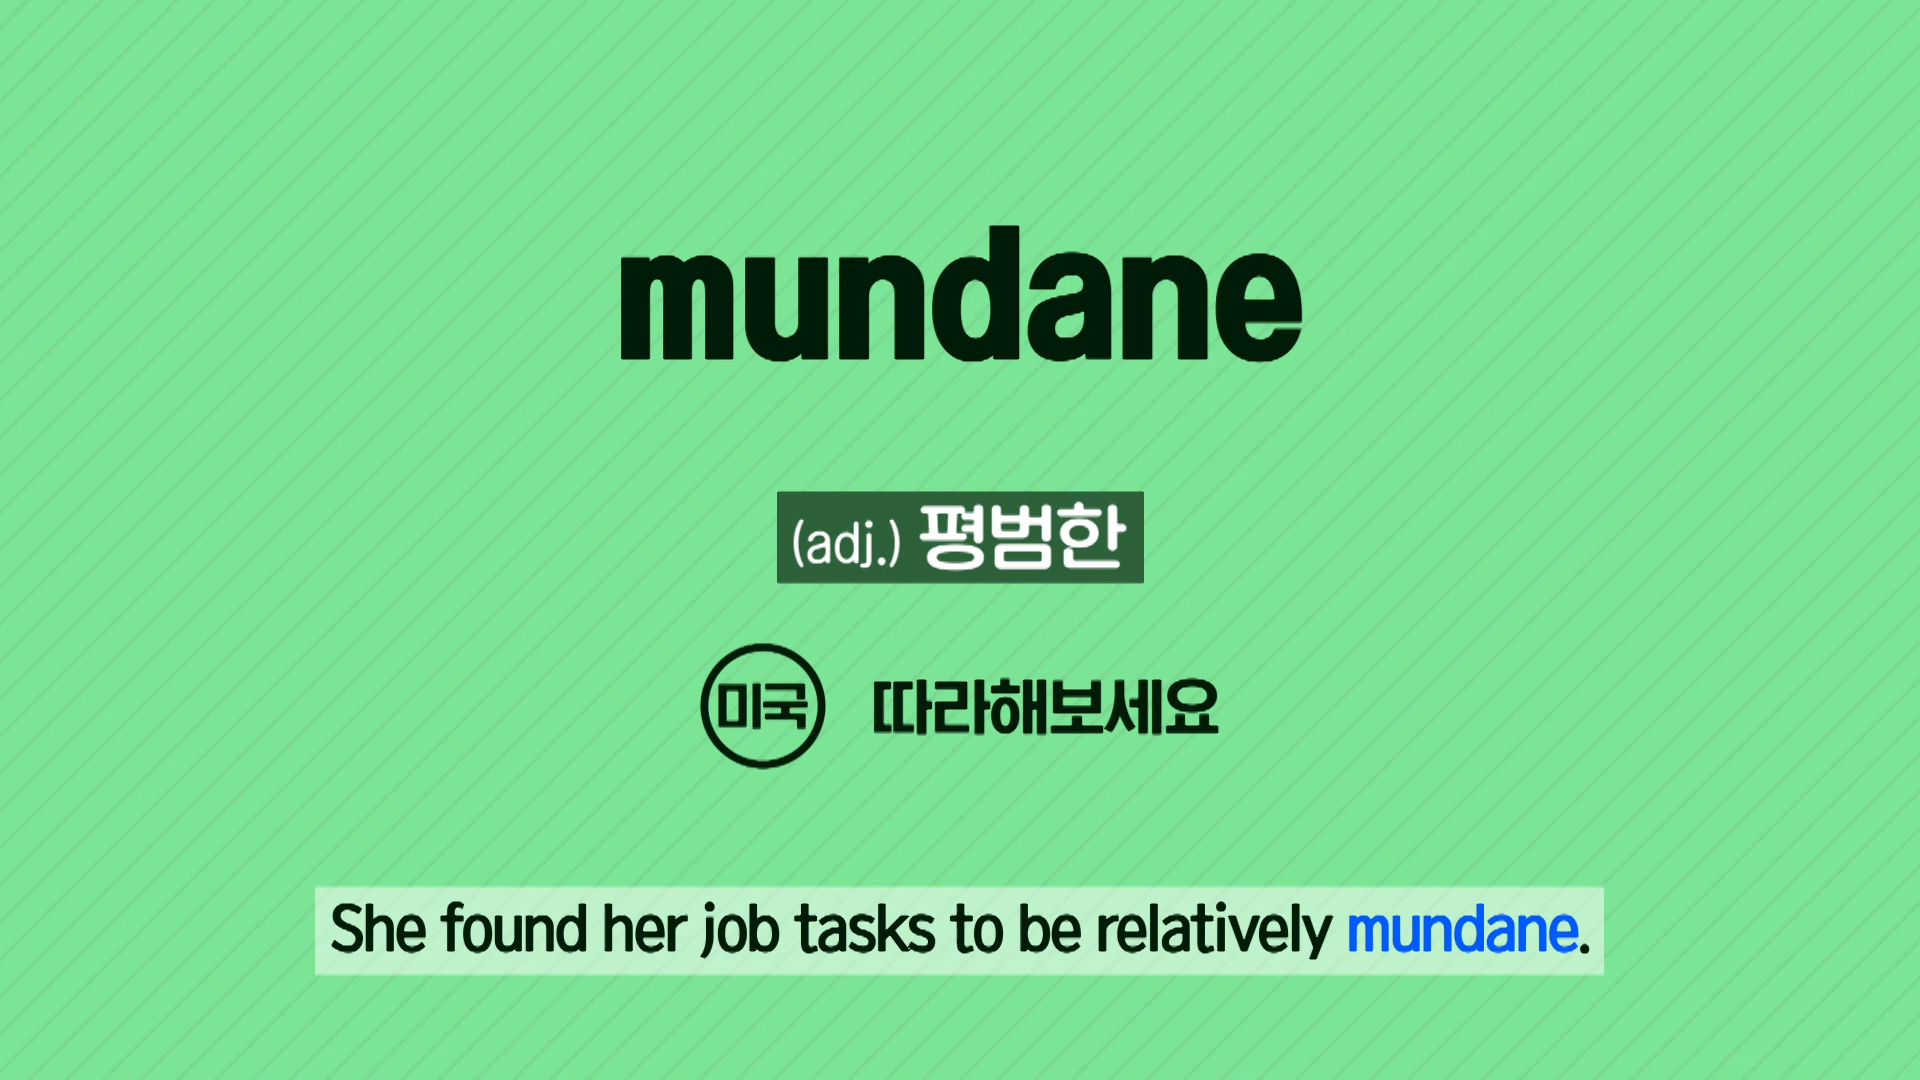 mundane
(adj.) 평범한
미국 따라해보세요
She found her job tasks to be relatively mundane.